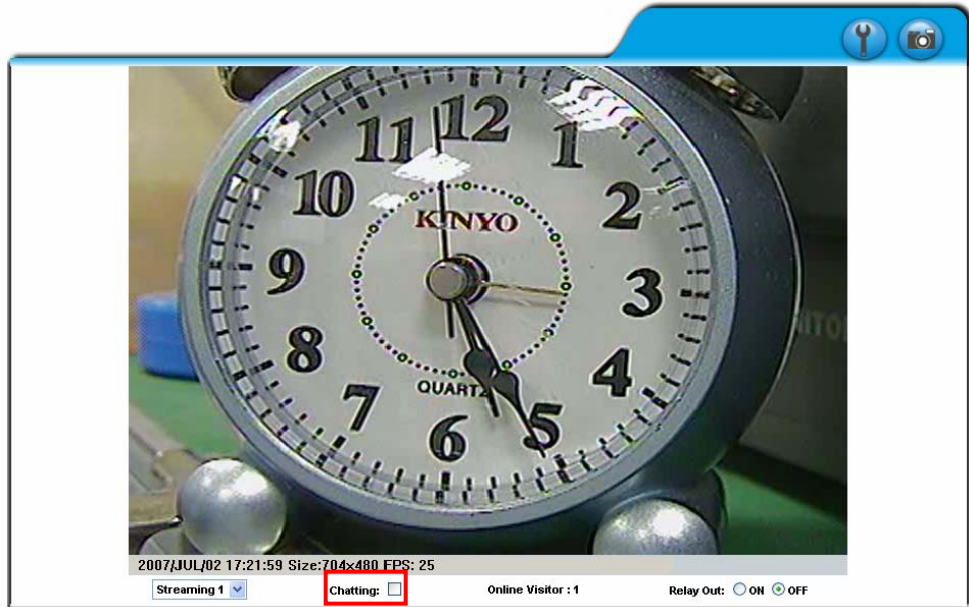 12
11 1
10 2
KINYO
9 3
8 4
QUARTZ
7 5
6
2007/JUL/02 17:21:59 Size:704x480 FPS: 25
Streaming 1 Chatting: Online Visitor : 1 Relay Out: ON OFF